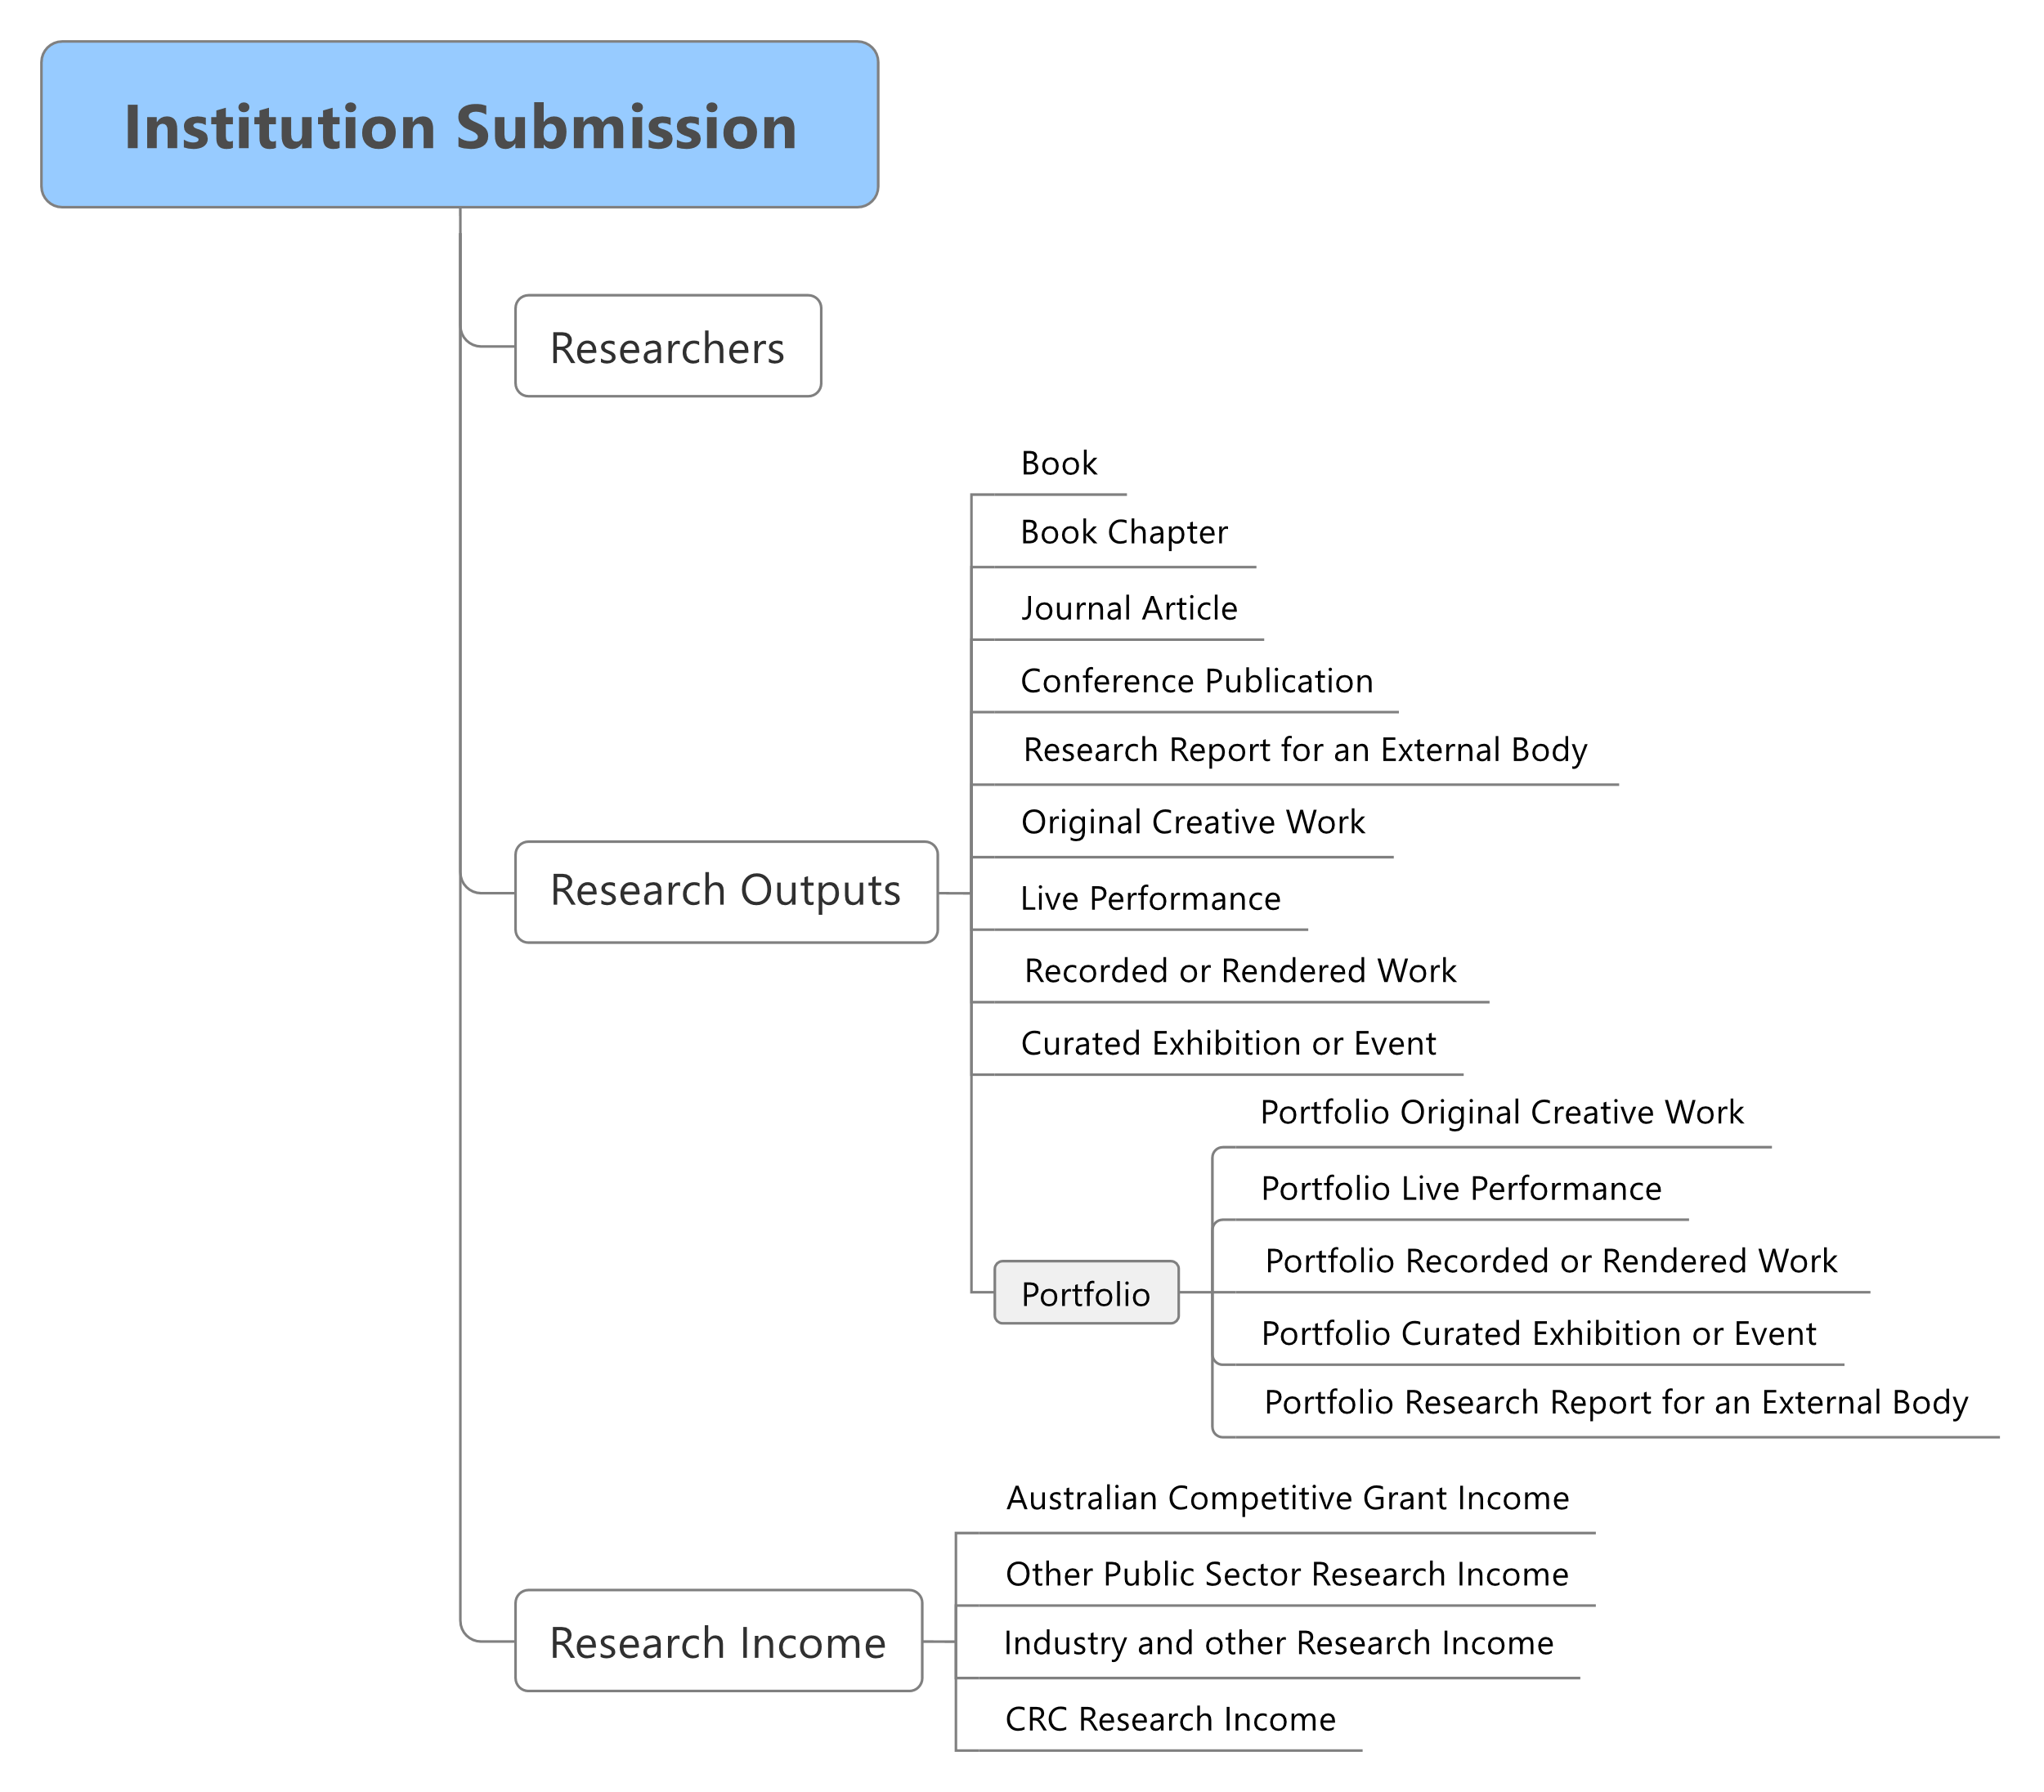 Institution Submission
Researchers
Research Outputs
Book
Book Chapter
Journal Article
Conference Publication
Research Report for an External Body
Original Creative Work
Live Performance
Recorded or Rendered Work
Curated Exhibition or Event
Portfolio
Portfolio Original Creative Work
Portfolio Live Performance
Portfolio Recorded or Rendered Work
Portfolio Curated Exhibition or Event
Portfolio Research Report for an External Body
Research Income
Australian Competitive Grant Income
Other Public Sector Research Income
Industry and other Research Income
CRC Research Income